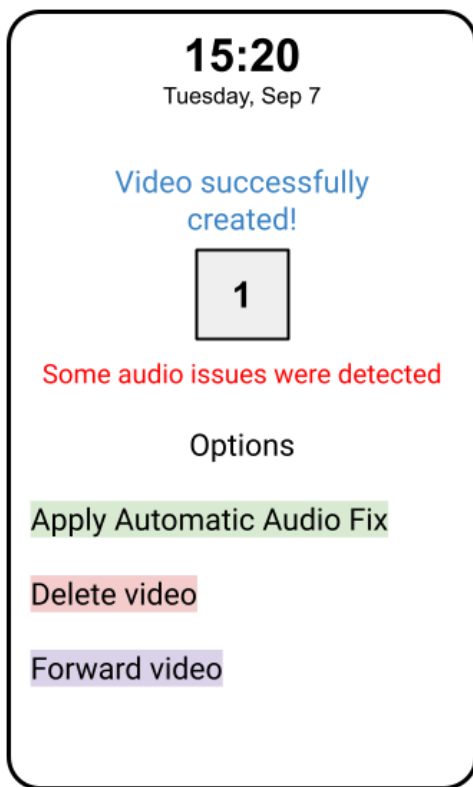 15:20
Tuesday, Sep 7
Video successfully
created!
1
Some audio issues were detected
Options
Apply Automatic Audio Fix
Delete video
Forward video